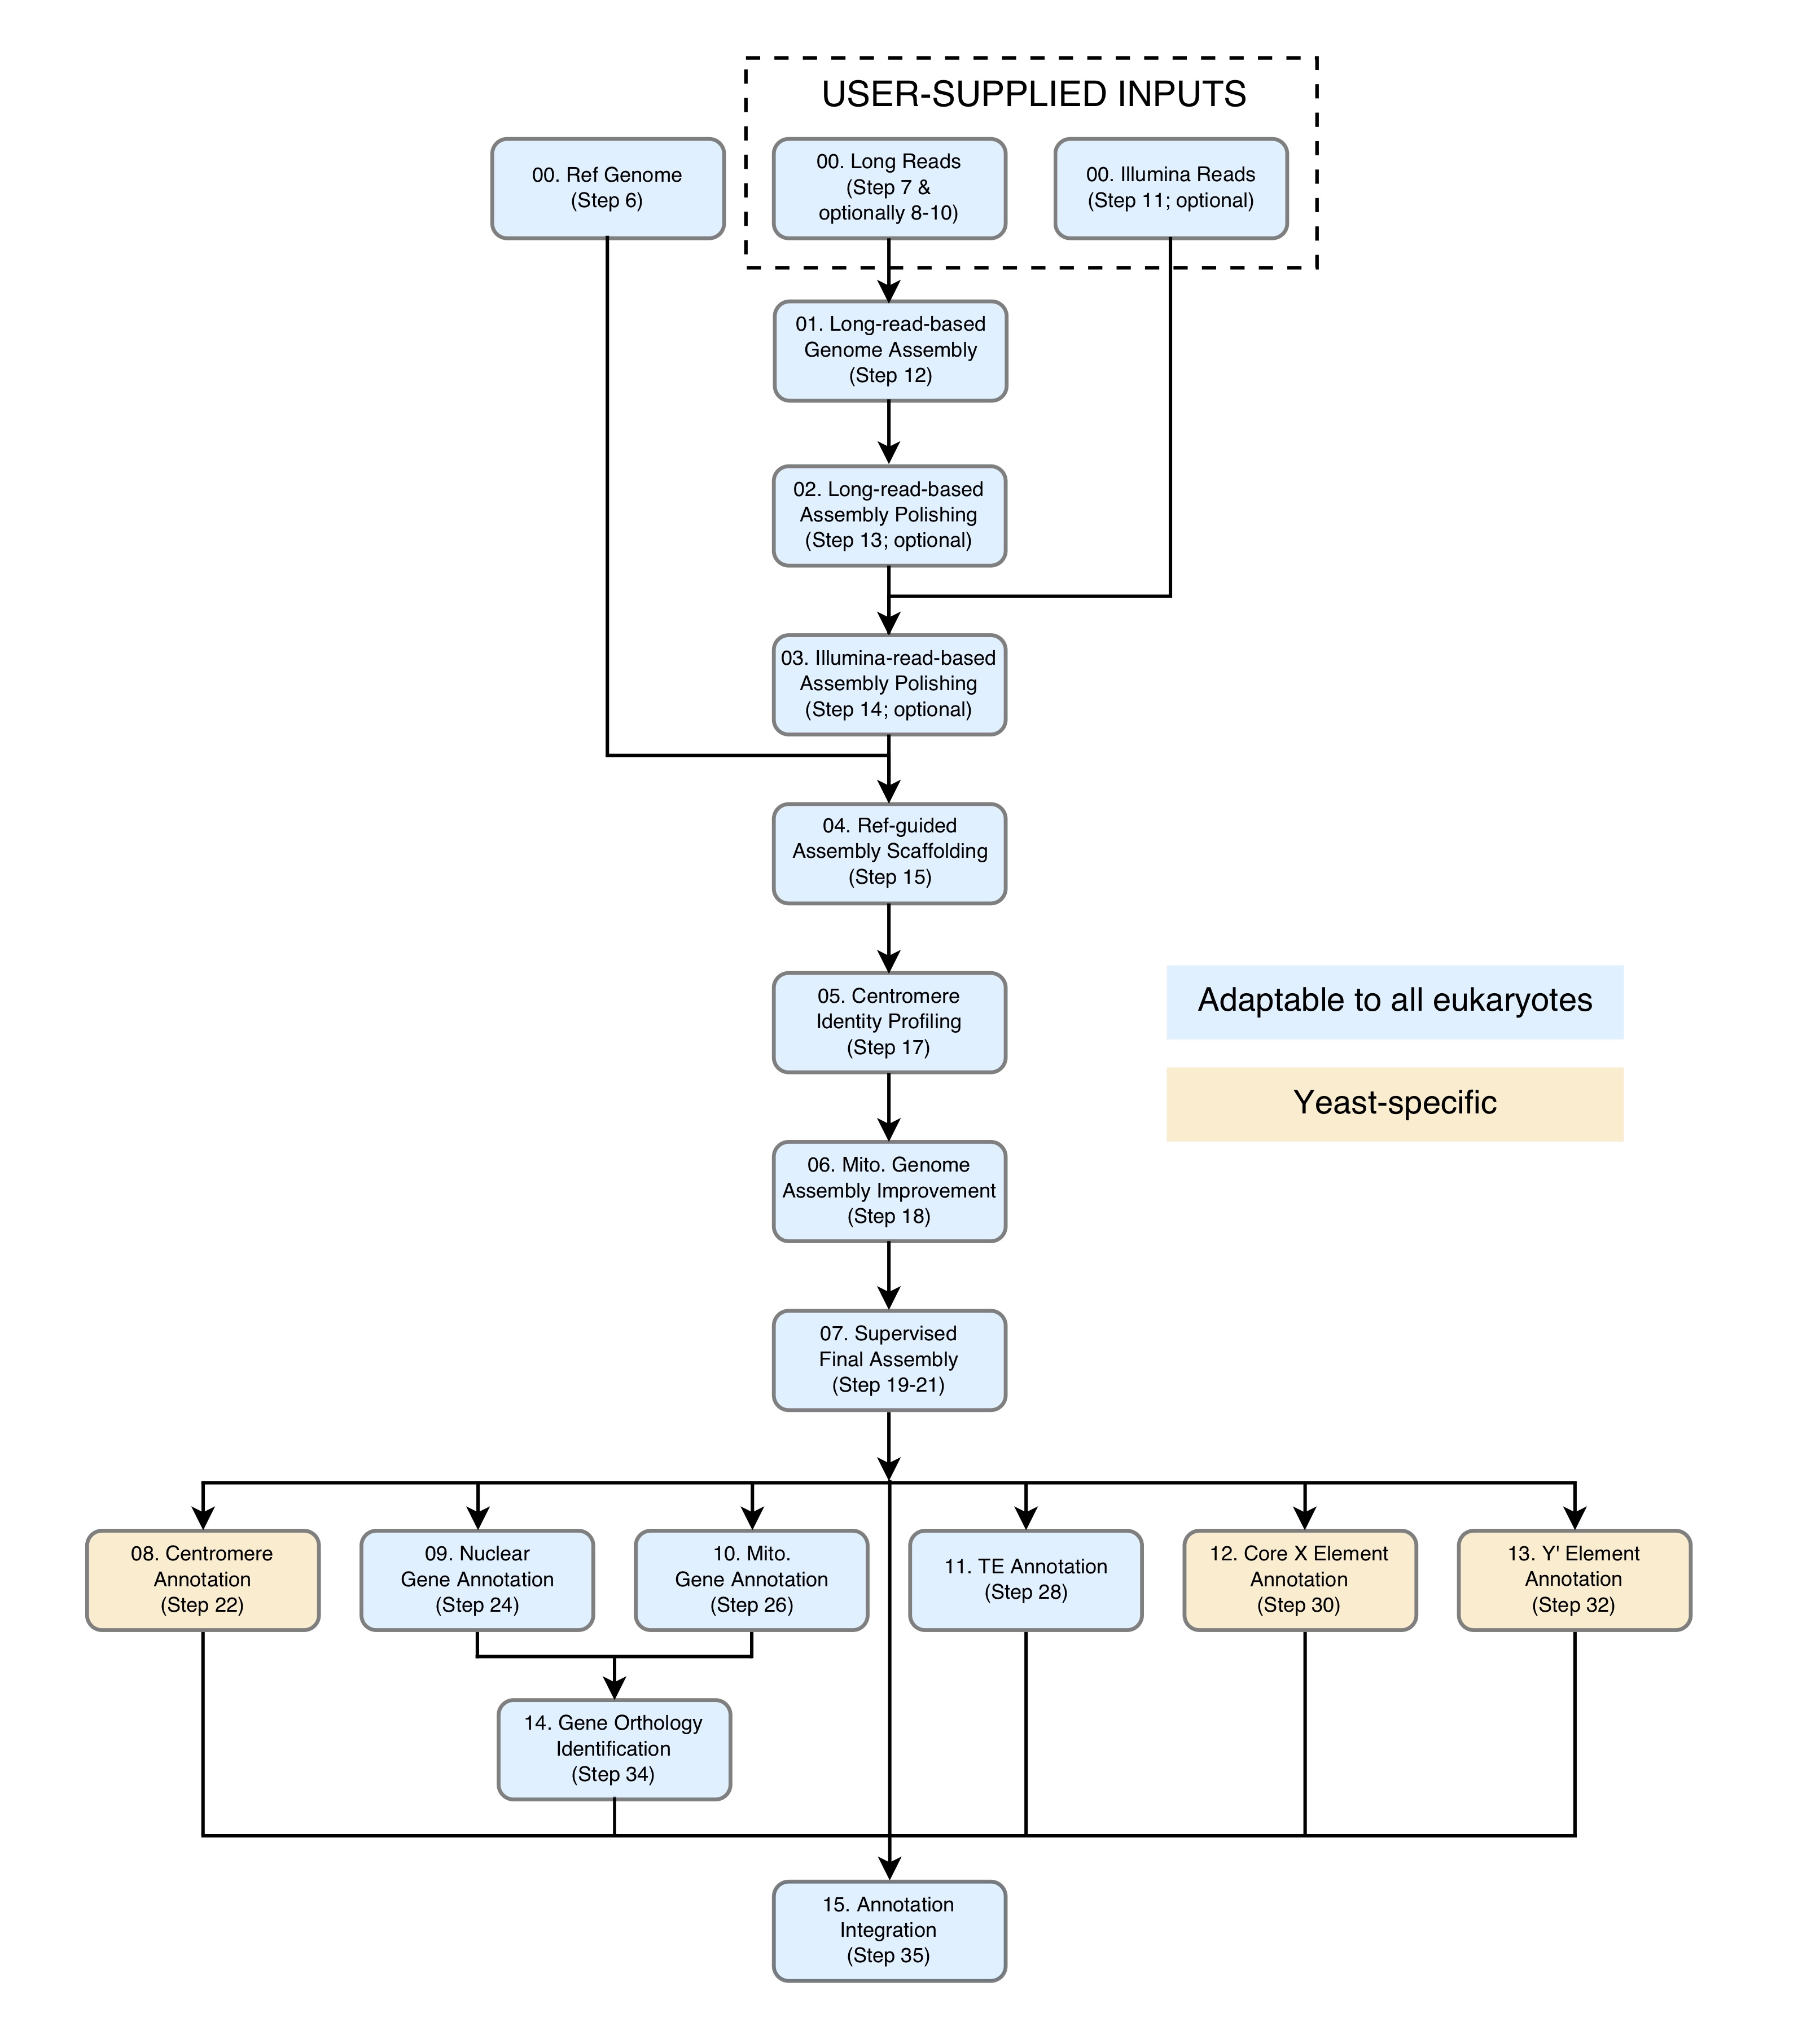 USER-SUPPLIED INPUTS
00. Ref Genome
(Step 6)
00. Long Reads
(Step 7 &
optionally 8-10)
00. Illumina Reads
(Step 11; optional)
01. Long-read-based
Genome Assembly
(Step 12)
02. Long-read-based
Assembly Polishing
(Step 13; optional)
03. Illumina-read-based
Assembly Polishing
(Step 14; optional)
04. Ref-guided
Assembly Scaffolding
(Step 15)
05. Centromere
Identity Profiling
(Step 17)
Adaptable to all eukaryotes
Yeast-specific
06. Mito. Genome
Assembly Improvement
(Step 18)
07. Supervised
Final Assembly
(Step 19-21)
08. Centromere
Annotation
(Step 22)
09. Nuclear
Gene Annotation
(Step 24)
10. Mito.
Gene Annotation
(Step 26)
11. TE Annotation
(Step 28)
12. Core X Element
Annotation
(Step 30)
13. Y' Element
Annotation
(Step 32)
14. Gene Orthology
Identification
(Step 34)
15. Annotation
Integration
(Step 35)